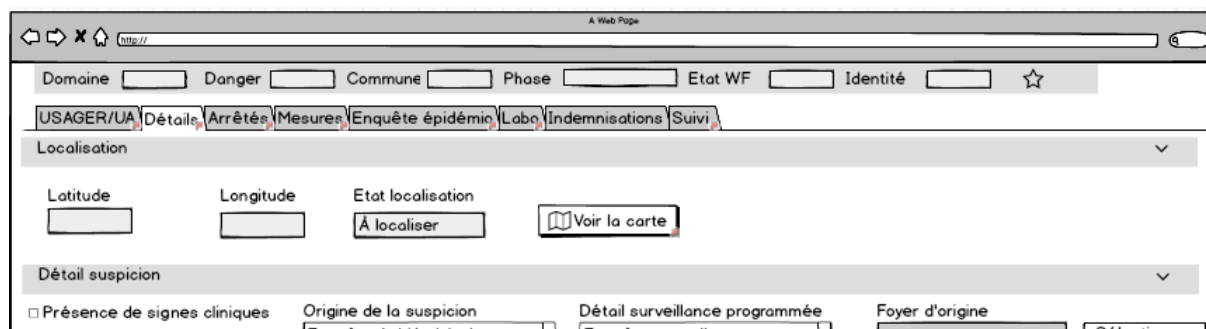 A Web Page
http://
Domaine Danger Commune Phase Etat WF Identité
USAGER/UA Détails Arrêtés Mesures Enquête épidémio Labo Indemnisations Suivi
Localisation
Latitude Longitude Etat localisation
À localiser Voir la carte
Détail suspicion
Présence de signes cliniques Origine de la suspicion Détail surveillance programmée Foyer d'origine